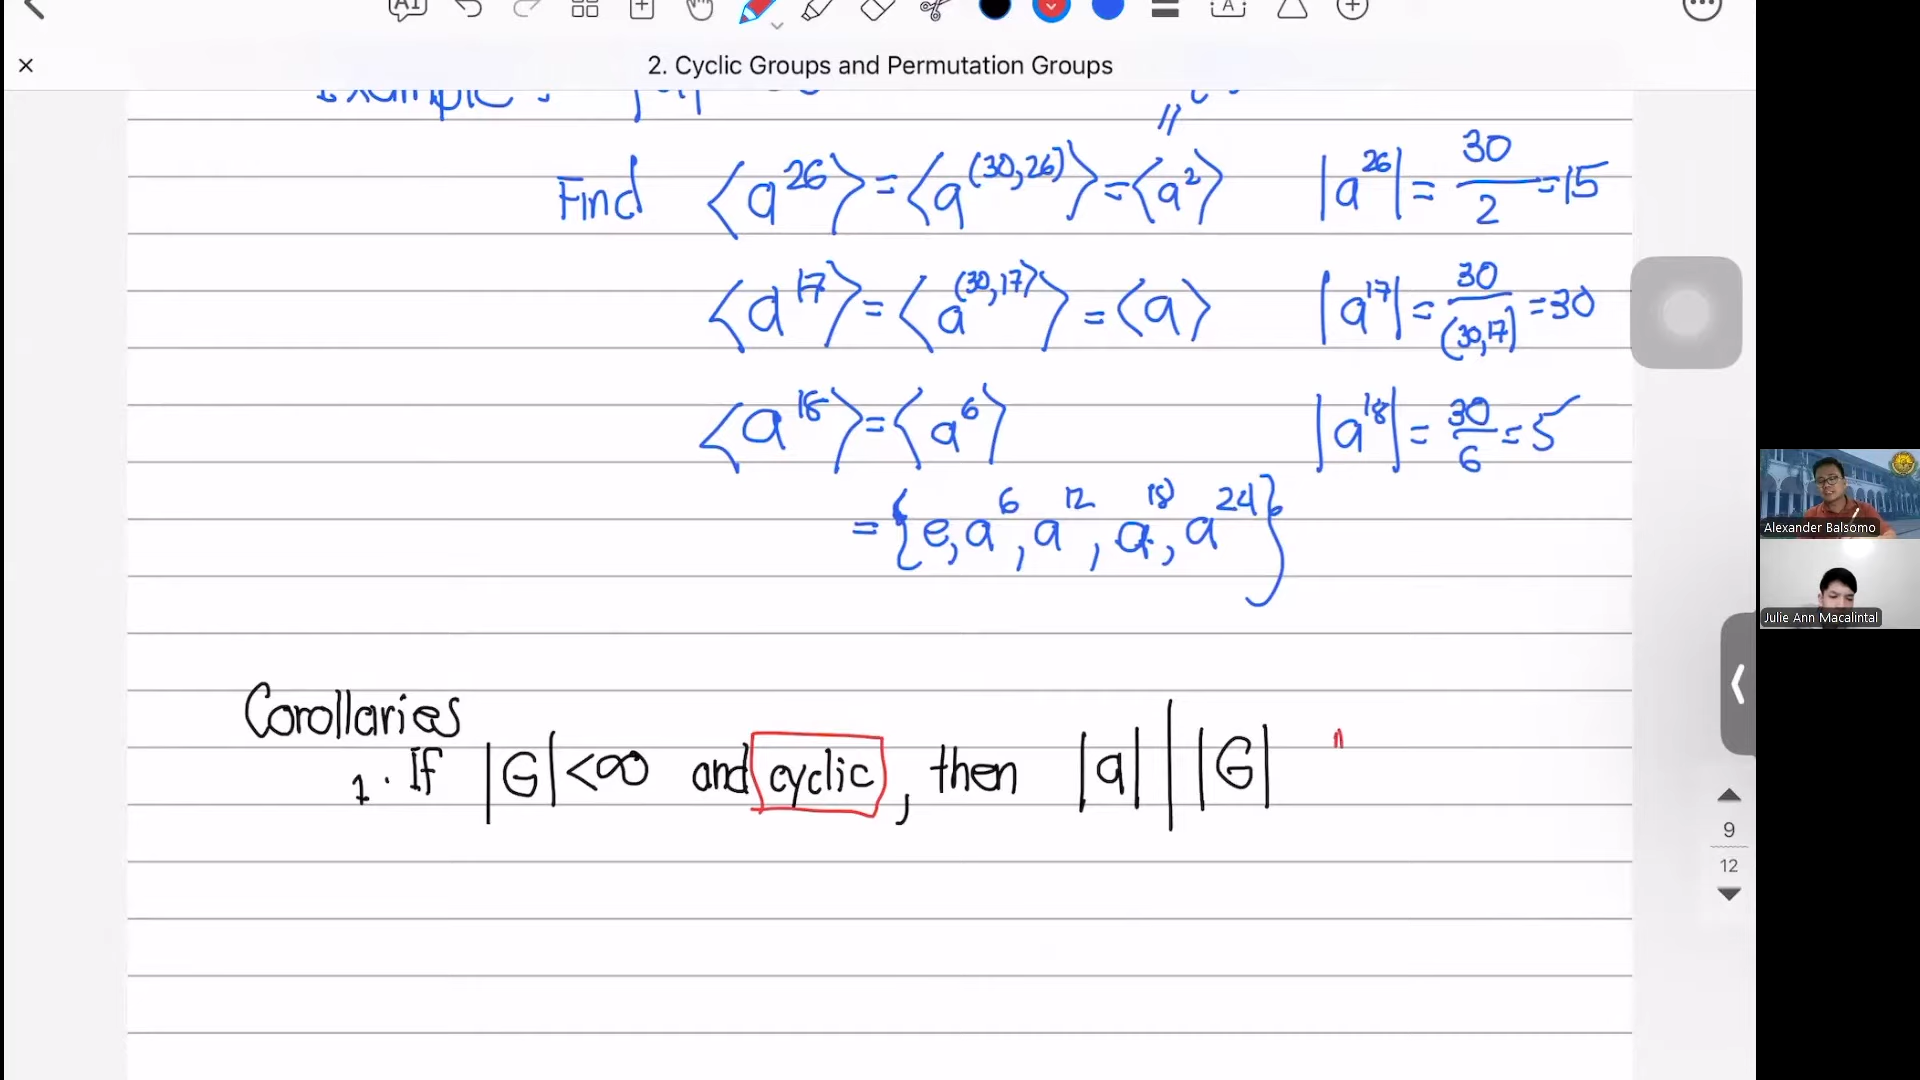 AI
A
2. Cyclic Groups and Permutation Groups
Example :
Find ⟨a^26⟩ = ⟨a^(30,26)⟩ = ⟨a^2⟩ |a^26| = 30/2 = 15
⟨a^17⟩ = ⟨a^(30,17)⟩ = ⟨a⟩ |a^17| = 30/(30,17) = 30
⟨a^18⟩ = ⟨a^6⟩ |a^18| = 30/6 = 5
= {e, a^6, a^12, a^18, a^24}
Corollaries
1. If |G| < ∞ and cyclic, then |a| | |G|
9
12
Alexander Balsomo
Julie Ann Macalintal